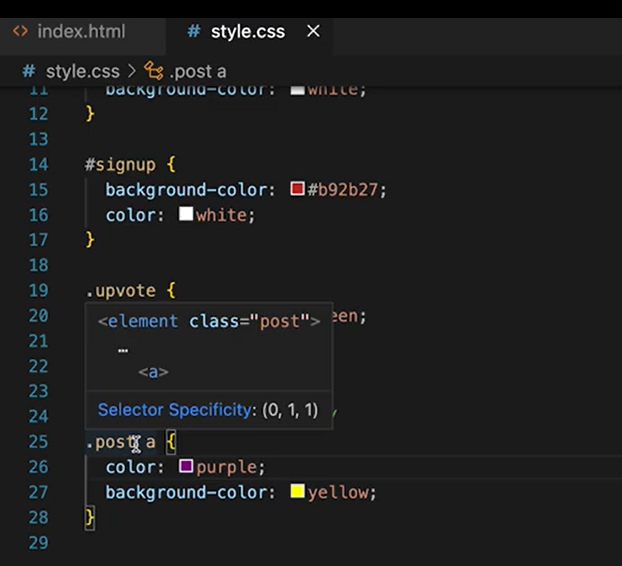 <> index.html # style.css ×
# style.css > .post a
11 background-color: white;
12 }
13
14 #signup {
15 background-color: #b92b27;
16 color: white;
17 }
18
19 .upvote {
<element class="post">
20 een;
…
21
<a>
22
23
Selector Specificity: (0, 1, 1)
24
25 .post a {
26 color: purple;
27 background-color: yellow;
28 }
29